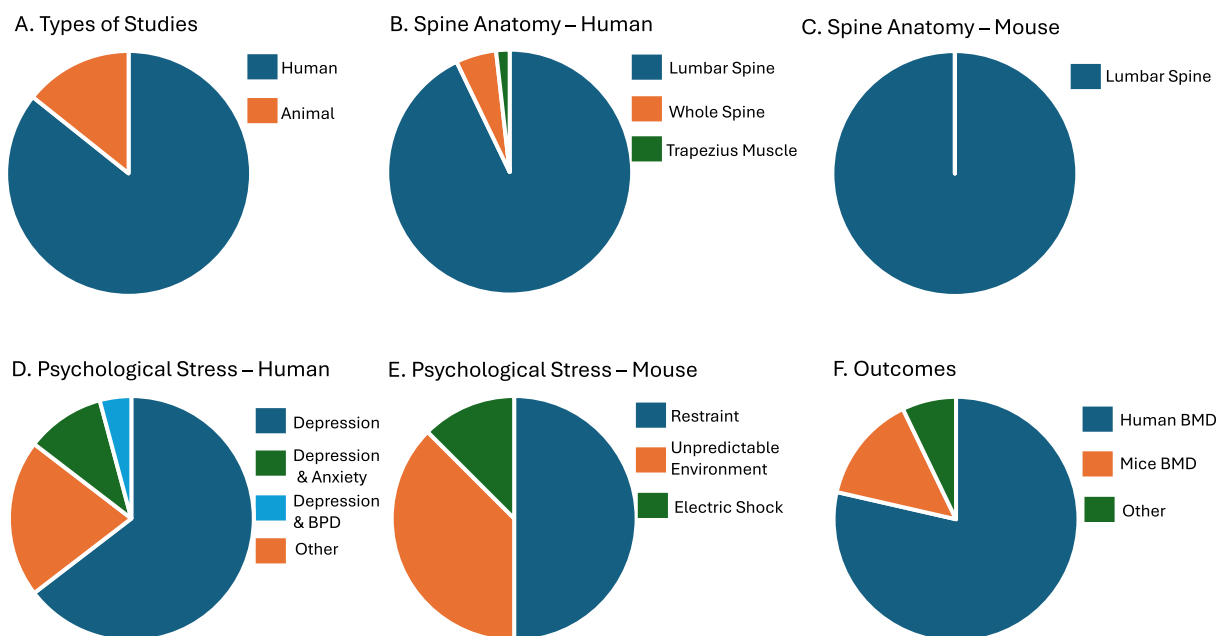 A. Types of Studies
Human
Animal
B. Spine Anatomy – Human
Lumbar Spine
Whole Spine
Trapezius Muscle
C. Spine Anatomy – Mouse
Lumbar Spine
D. Psychological Stress – Human
Depression
Depression
& Anxiety
Depression
& BPD
Other
E. Psychological Stress – Mouse
Restraint
Unpredictable
Environment
Electric Shock
F. Outcomes
Human BMD
Mice BMD
Other